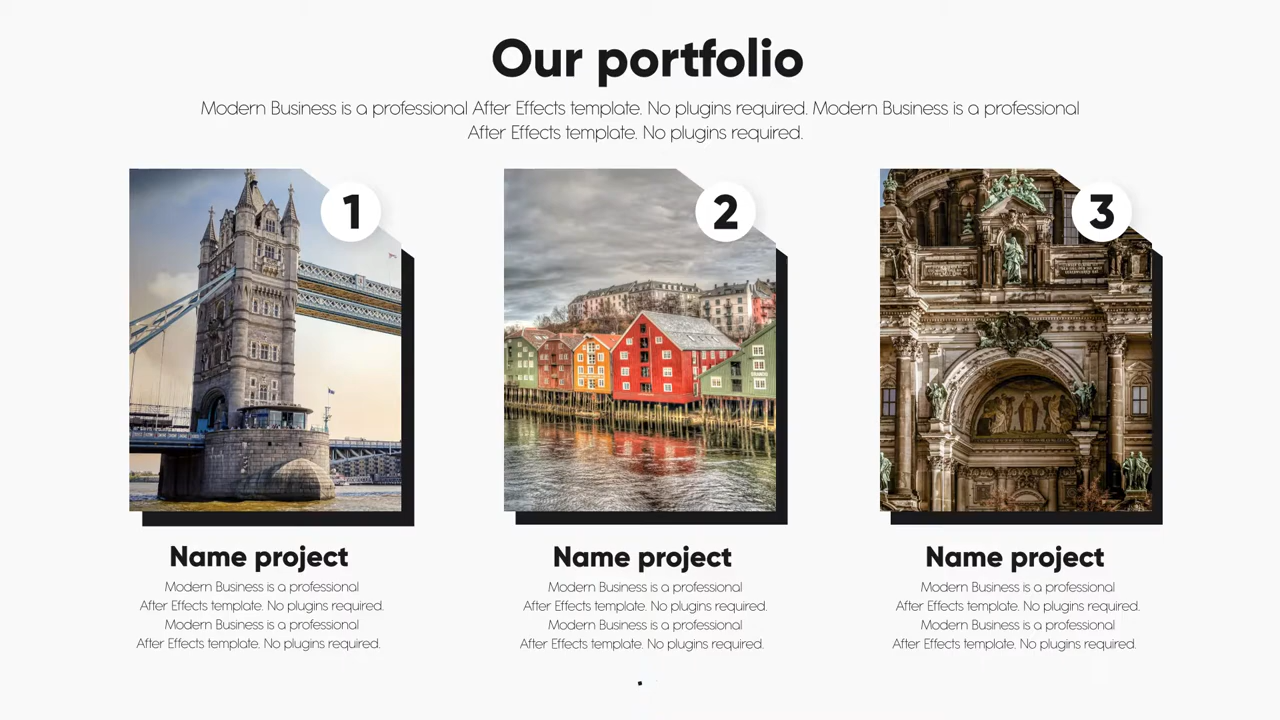 Our portfolio
Modern Business is a professional After Effects template. No plugins required. Modern Business is a professional
After Effects template. No plugins required.
1
2
3
Name project
Modern Business is a professional
After Effects template. No plugins required.
Modern Business is a professional
After Effects template. No plugins required.
Name project
Modern Business is a professional
After Effects template. No plugins required.
Modern Business is a professional
After Effects template. No plugins required.
Name project
Modern Business is a professional
After Effects template. No plugins required.
Modern Business is a professional
After Effects template. No plugins required.